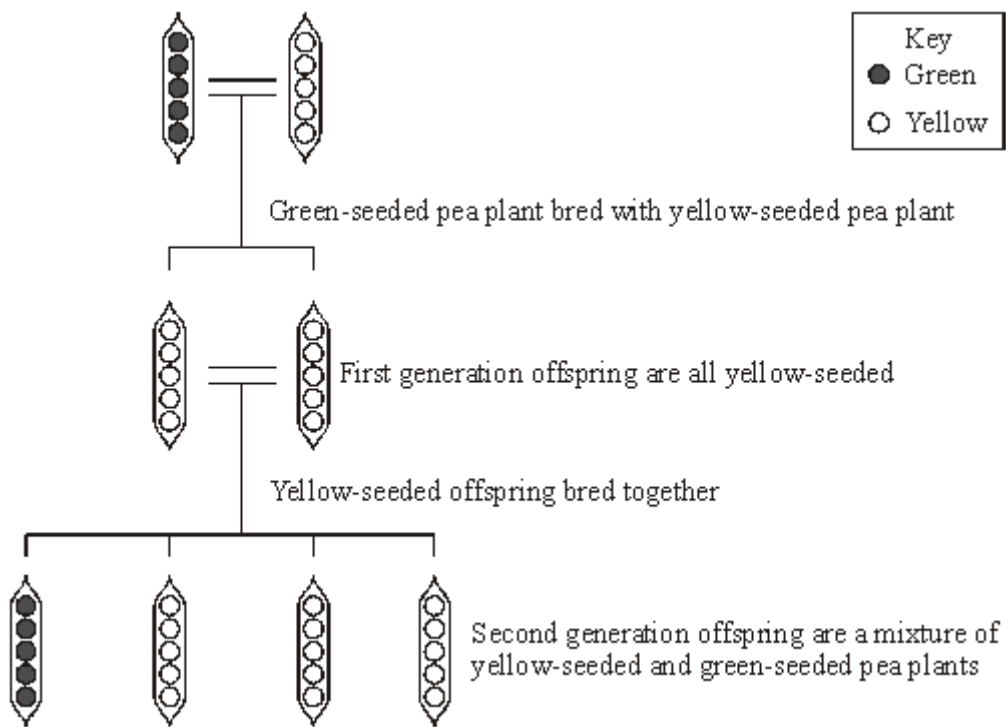 Key
Green
Yellow
Green-seeded pea plant bred with yellow-seeded pea plant
First generation offspring are all yellow-seeded
Yellow-seeded offspring bred together
Second generation offspring are a mixture of
yellow-seeded and green-seeded pea plants